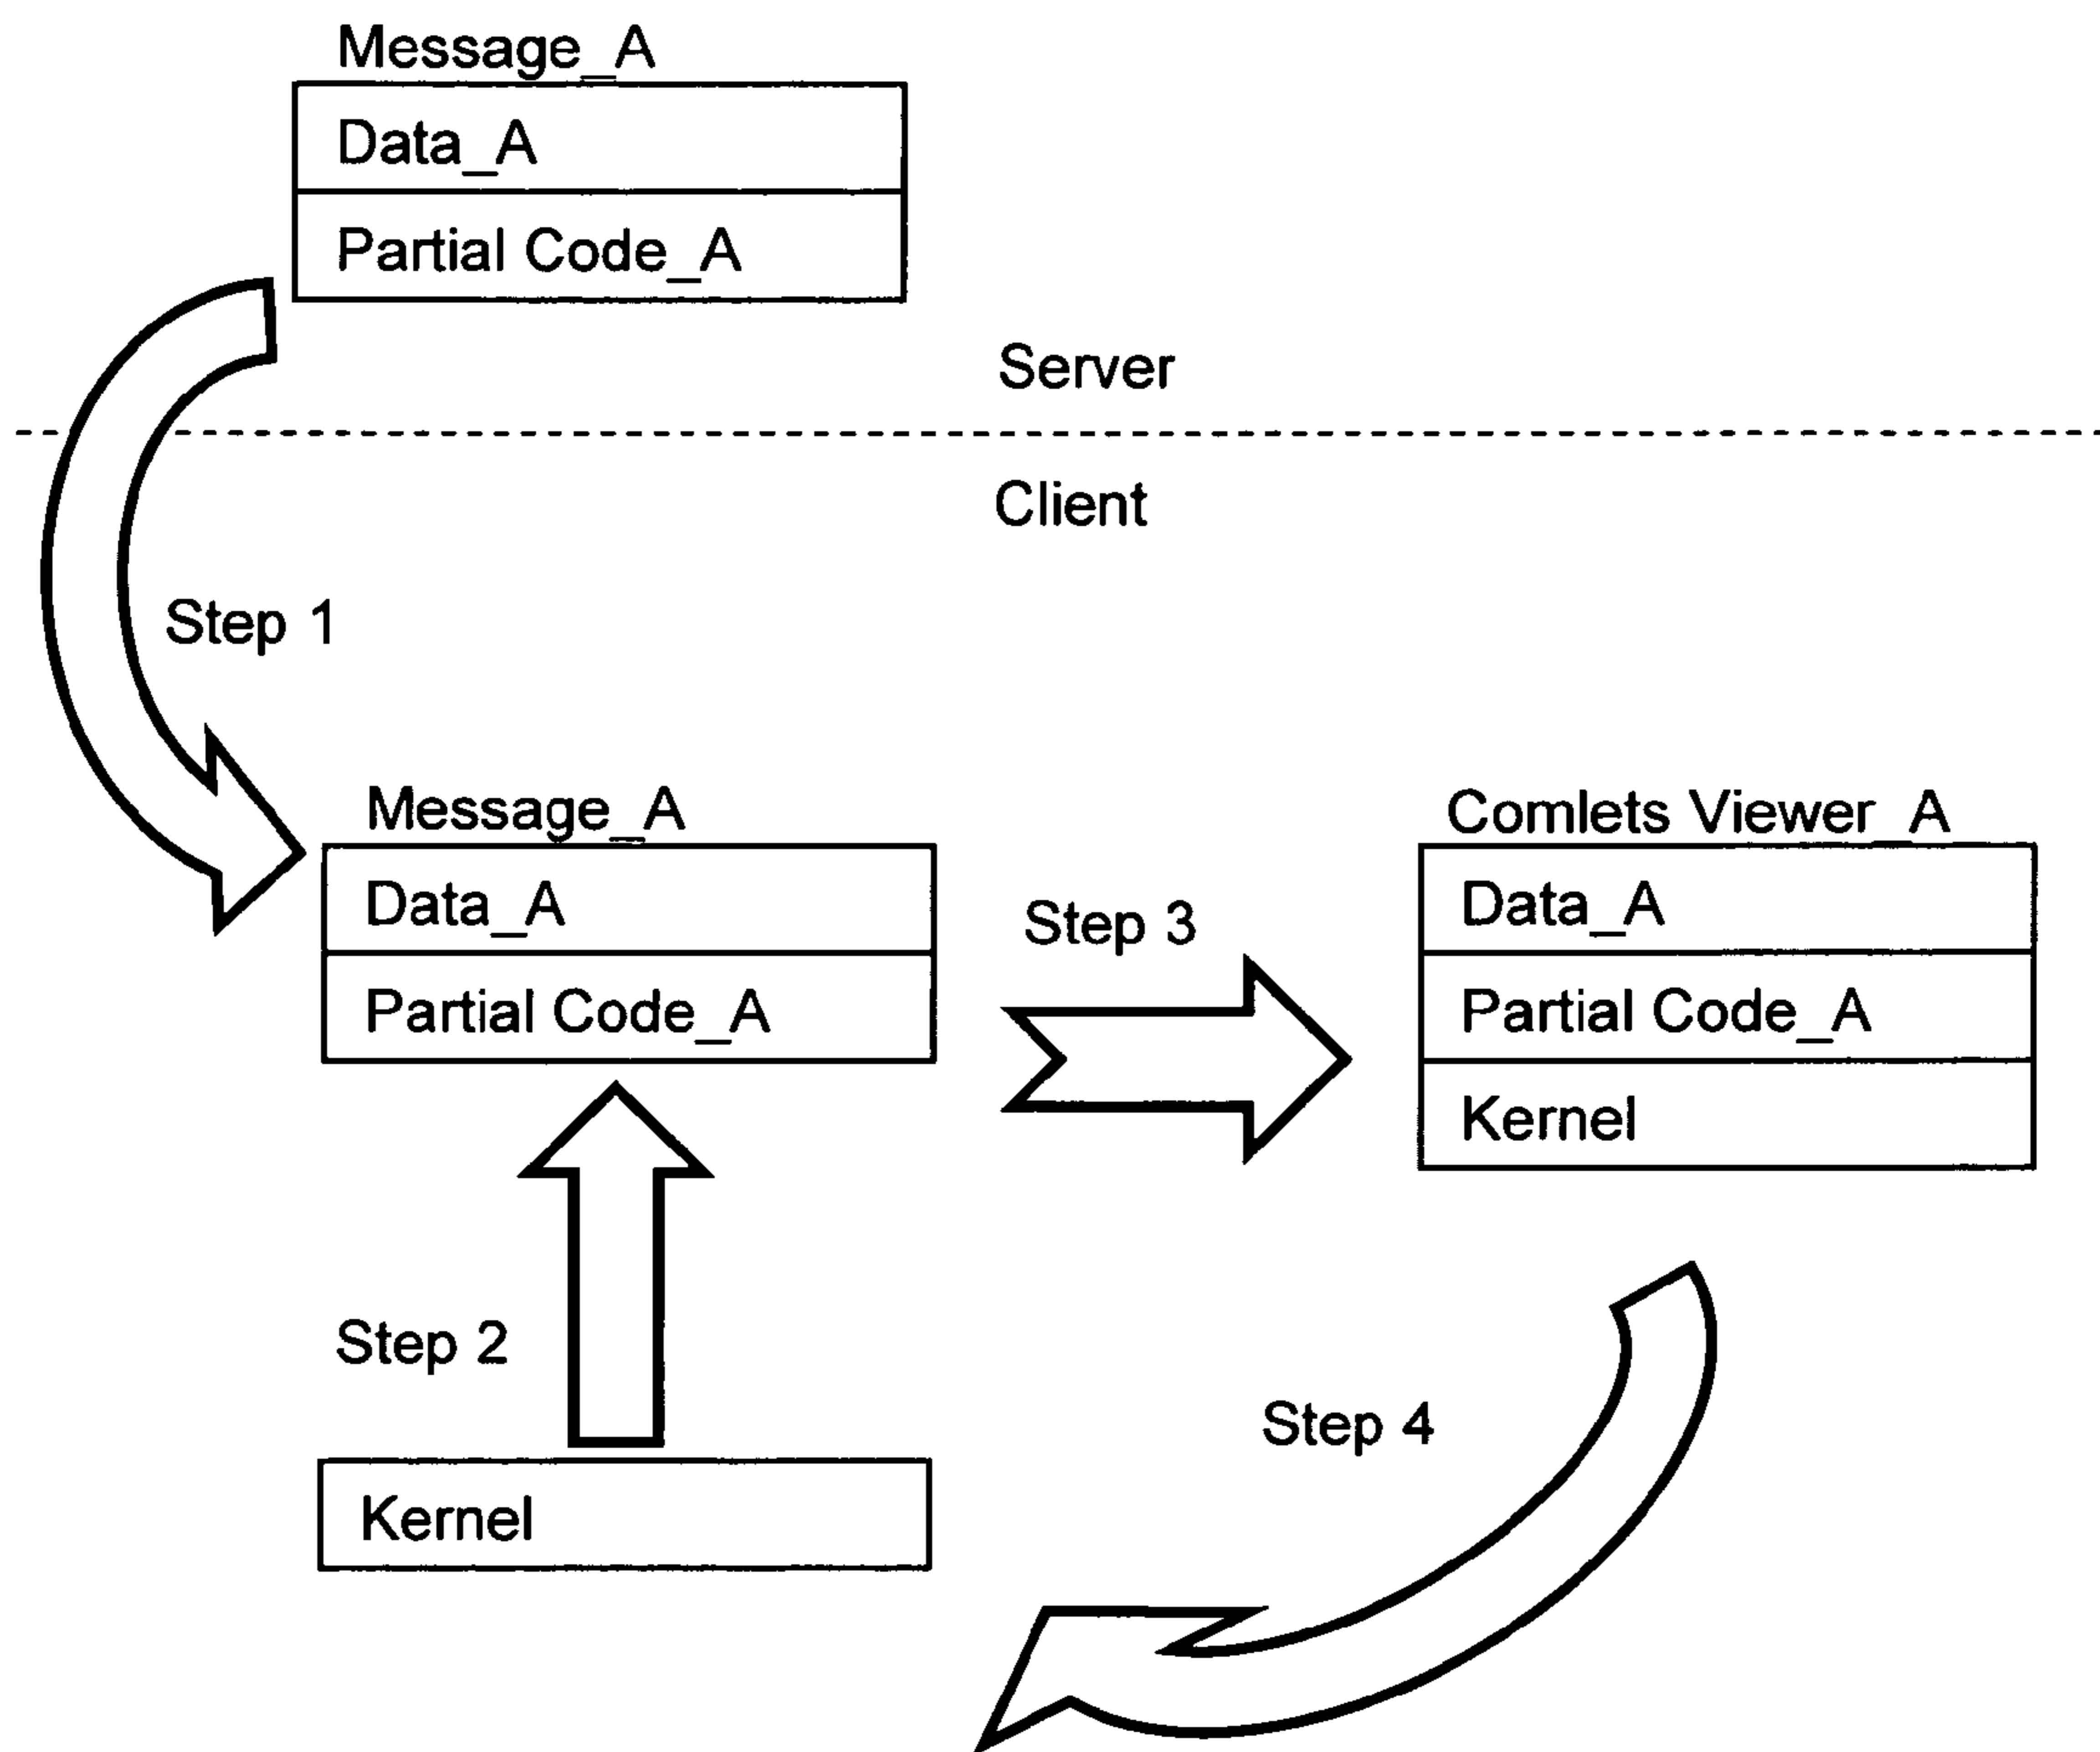 Message_A
Data_A
Partial Code_A
Server
Client
Step 1
Message_A
Data_A
Partial Code_A
Step 3
Comlets Viewer_A
Data_A
Partial Code_A
Kernel
Step 2
Step 4
Kernel